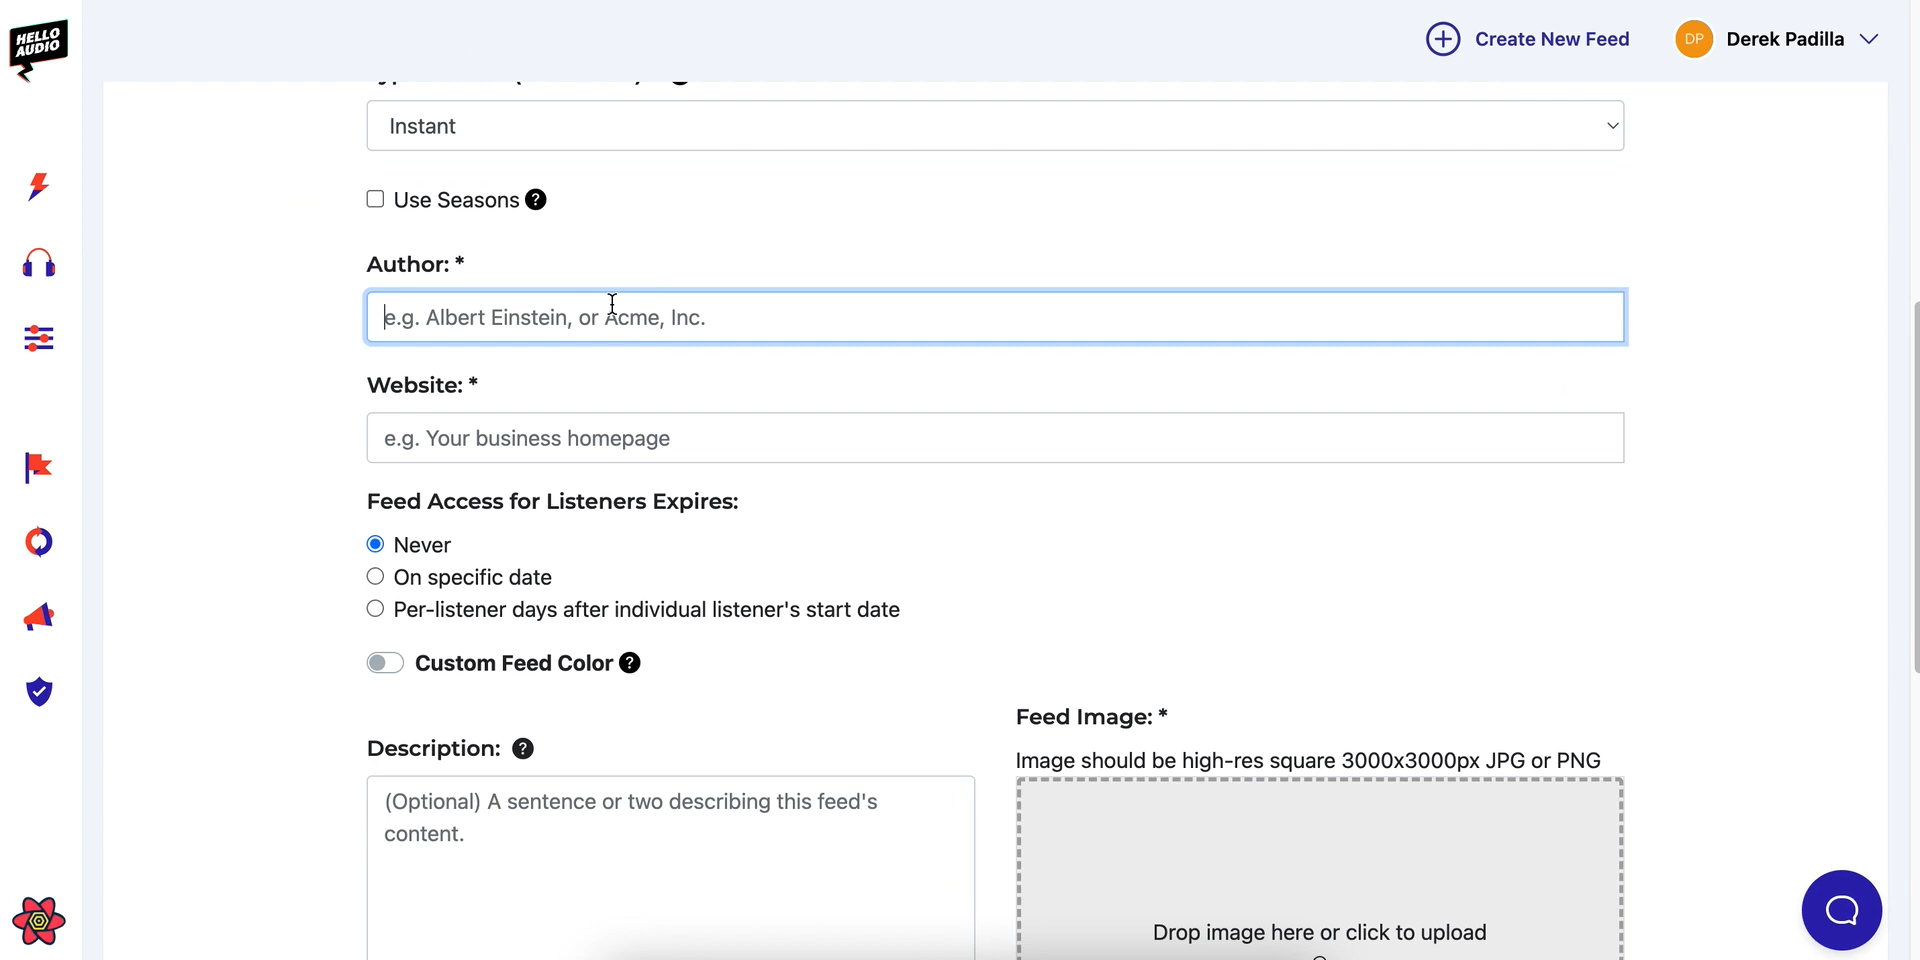 HELLO
AUDIO
Create New Feed
DP
Derek Padilla
Instant
Use Seasons ?
Author: *
e.g. Albert Einstein, or Acme, Inc.
Website: *
e.g. Your business homepage
Feed Access for Listeners Expires:
Never
On specific date
Per-listener days after individual listener's start date
Custom Feed Color ?
Feed Image: *
Description: ?
Image should be high-res square 3000x3000px JPG or PNG
(Optional) A sentence or two describing this feed's
content.
Drop image here or click to upload